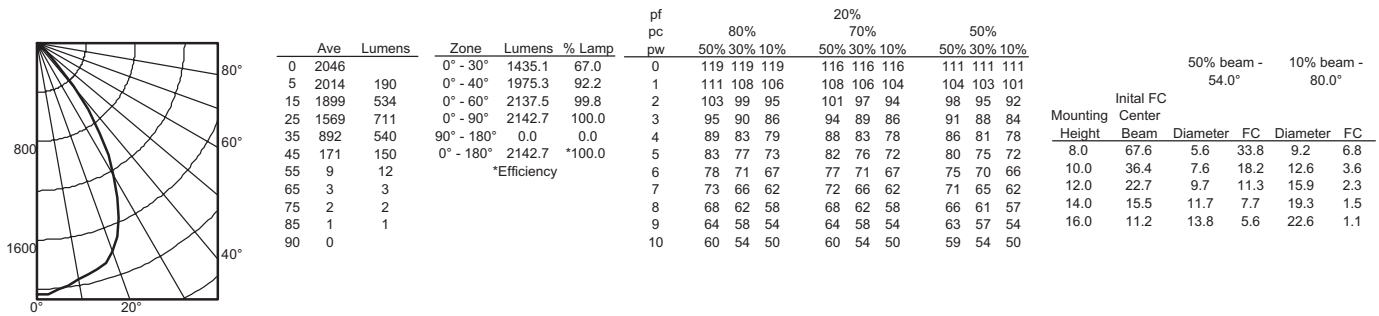 800
1600
0°
20°
40°
60°
80°
Ave Lumens
0 2046
5 2014 190
15 1899 534
25 1569 711
35 892 540
45 171 150
55 9 12
65 3 3
75 2 2
85 1 1
90 0
Zone Lumens % Lamp
0° - 30° 1435.1 67.0
0° - 40° 1975.3 92.2
0° - 60° 2137.5 99.8
0° - 90° 2142.7 100.0
90° - 180° 0.0 0.0
0° - 180° 2142.7 *100.0
*Efficiency
pf 20%
pc 80% 70% 50%
pw 50% 30% 10% 50% 30% 10% 50% 30% 10%
0 119 119 119 116 116 116 111 111 111
1 111 108 106 108 106 104 104 103 101
2 103 99 95 101 97 94 98 95 92
3 95 90 86 94 89 86 91 88 84
4 89 83 79 88 83 78 86 81 78
5 83 77 73 82 76 72 80 75 72
6 78 71 67 77 71 67 75 70 66
7 73 66 62 72 66 62 71 65 62
8 68 62 58 68 62 58 66 61 57
9 64 58 54 64 58 54 63 57 54
10 60 54 50 60 54 50 59 54 50
50% beam - 10% beam -
54.0° 80.0°
Inital FC
Mounting Center
Height Beam Diameter FC Diameter FC
8.0 67.6 5.6 33.8 9.2 6.8
10.0 36.4 7.6 18.2 12.6 3.6
12.0 22.7 9.7 11.3 15.9 2.3
14.0 15.5 11.7 7.7 19.3 1.5
16.0 11.2 13.8 5.6 22.6 1.1